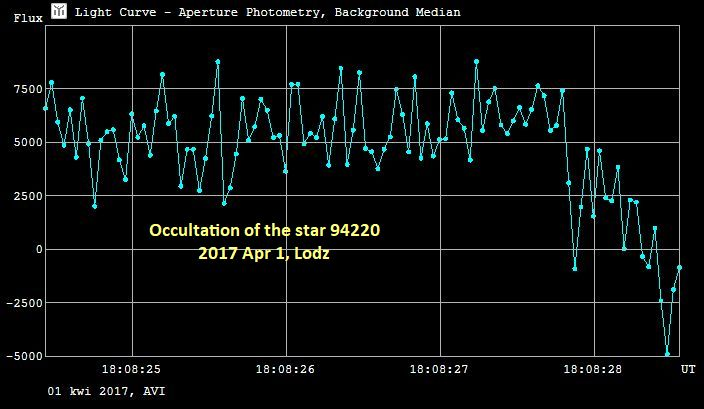 Light Curve - Aperture Photometry, Background Median
Flux
7500
5000
2500
0
-2500
-5000
Occultation of the star 94220
2017 Apr 1, Lodz
18:08:25 18:08:26 18:08:27 18:08:28 UT
01 kwi 2017, AVI